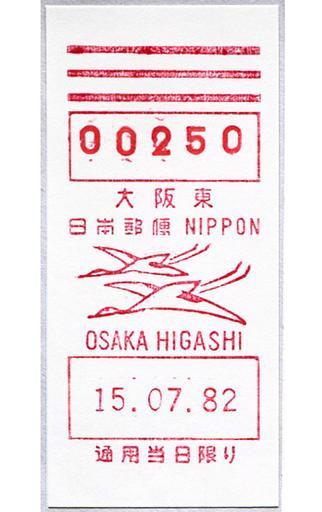 00250
大阪東
日本郵便 NIPPON
OSAKA HIGASHI
15.07.82
通用当日限り